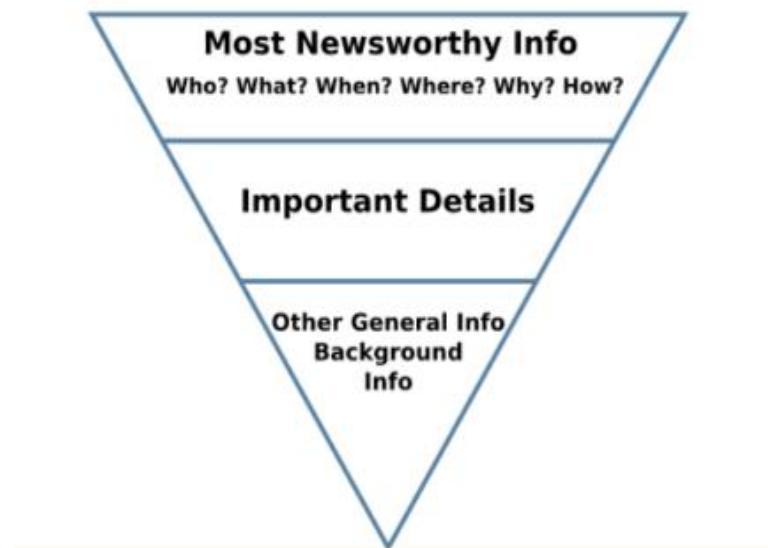 Most Newsworthy Info
Who? What? When? Where? Why? How?
Important Details
Other General Info
Background
Info